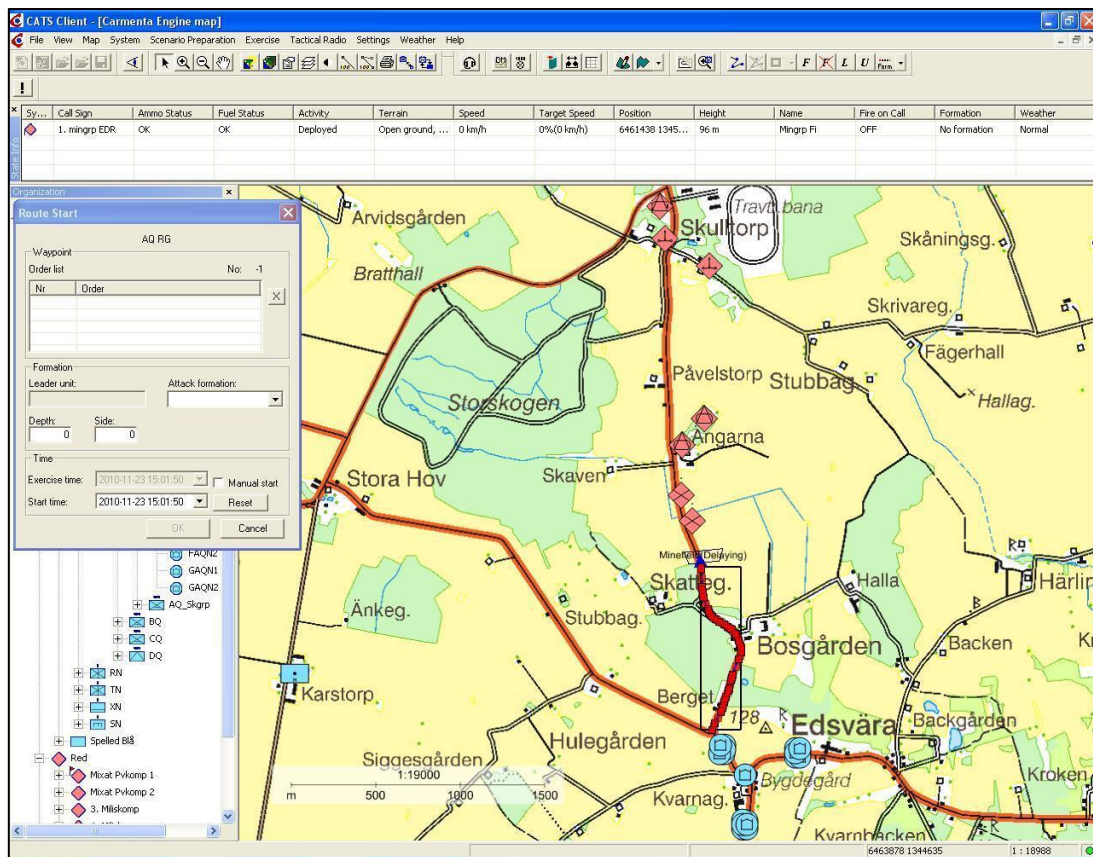 CATS Client - [Carmenta Engine map]
File View Map System Scenario Preparation Exercise Tactical Radio Settings Weather Help
F F L U Form...
Sy... Call Sign Ammo Status Fuel Status Activity Terrain Speed Target Speed Position Height Name Fire on Call Formation Weather
1. mingrp EDR OK OK Deployed Open ground, ... 0 km/h 0%(0 km/h) 6461438 1345... 96 m Mingrp Fi OFF No formation Normal
State Info
Organization
Route Start
AQ RG
Waypoint
Order list No: -1
Nr Order
X
Formation
Leader unit: Attack formation:
Depth: Side:
0 0
Time
Exercise time: 2010-11-23 15:01:50 Manual start
Start time: 2010-11-23 15:01:50 Reset
OK Cancel
FAQN2
GAQN1
GAQN2
AQ_Skgrp
BQ
CQ
DQ
RN
TN
XN
SN
Spelled Blå
Red
Mixat Pvkomp 1
Mixat Pvkomp 2
3. Miliskomp
Arvidsgården
Travb.bana
Skultorp
Skåningsg.
Bratthall
Skrivareg.
Fägerhall
Påvelstorp
Stubbag.
Hallag.
Storskogen
Ängarna
Skaven
Stora Hov
Minefield(Delaying)
Skatteg.
Halla
Härlin
Änkeg.
Stubbag.
Bosgården
Backen
Karstorp
Berget
128
Edsvära
Backgården
Hulegården
Siggesgården
Bygdegård
Kroken
1:19000
m 500 1000 1500
Kvarnag.
Kvarnbacken
6463878 1344635 1 : 18988